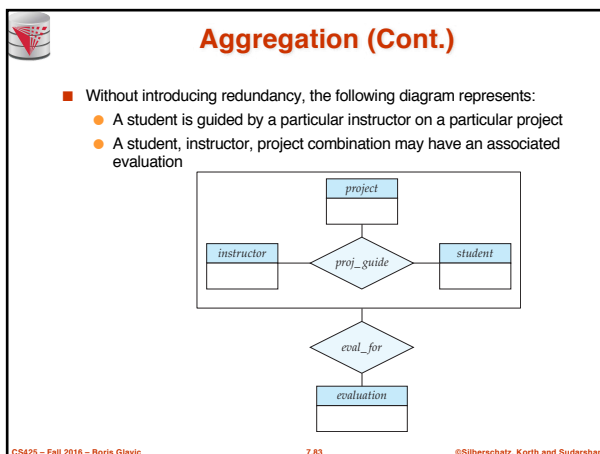 Aggregation (Cont.)
Without introducing redundancy, the following diagram represents:
A student is guided by a particular instructor on a particular project
A student, instructor, project combination may have an associated
evaluation
project
instructor
proj_guide
student
eval_for
evaluation
CS425 – Fall 2016 – Boris Glavic
7.83
©Silberschatz, Korth and Sudarshan